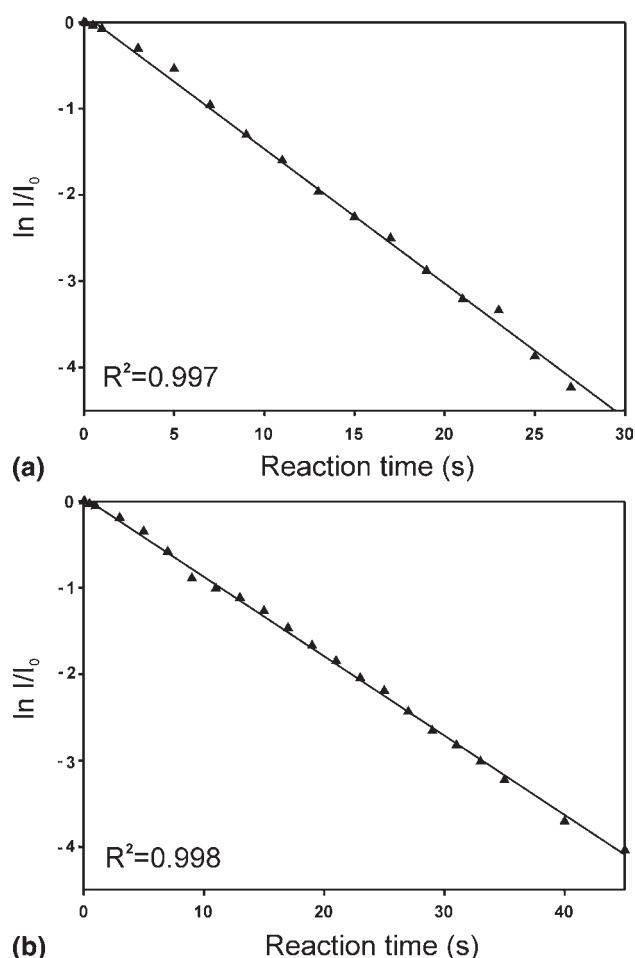 0
-1
-2
-3
-4
ln I/I₀
R²=0.997
0 5 10 15 20 25 30
(a) Reaction time (s)
0
-1
-2
-3
-4
ln I/I₀
R²=0.998
0 10 20 30 40
(b) Reaction time (s)